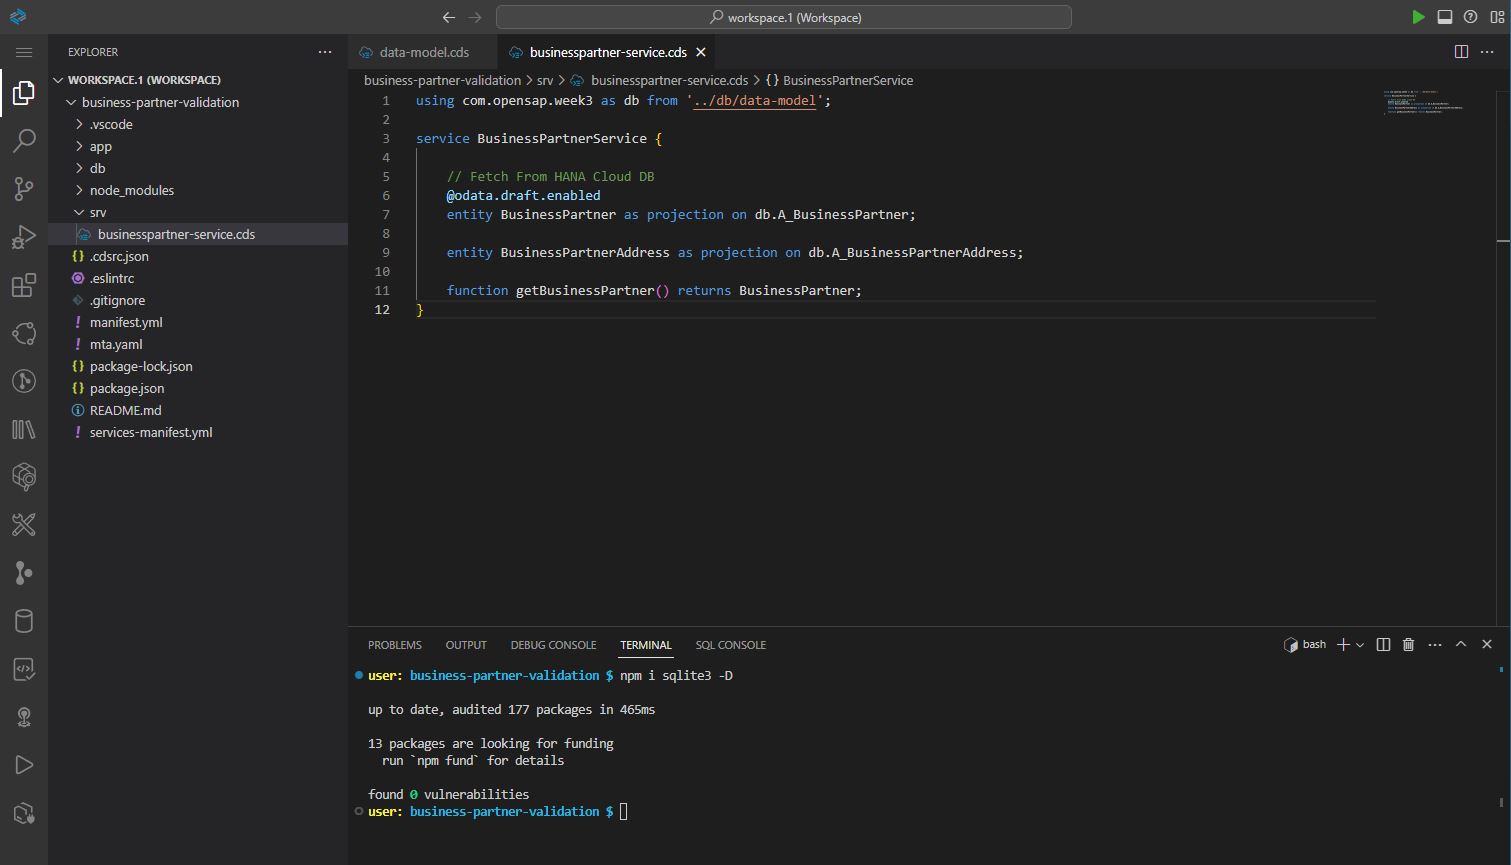 workspace.1 (Workspace)
EXPLORER
WORKSPACE.1 (WORKSPACE)
business-partner-validation
.vscode
app
db
node_modules
srv
businesspartner-service.cds
.cdsrc.json
.eslintrc
.gitignore
manifest.yml
mta.yaml
package-lock.json
package.json
README.md
services-manifest.yml
data-model.cds
businesspartner-service.cds
business-partner-validation > srv > businesspartner-service.cds > {} BusinessPartnerService
1 using com.opensap.week3 as db from '../db/data-model';
2
3 service BusinessPartnerService {
4
5 // Fetch From HANA Cloud DB
6 @odata.draft.enabled
7 entity BusinessPartner as projection on db.A_BusinessPartner;
8
9 entity BusinessPartnerAddress as projection on db.A_BusinessPartnerAddress;
10
11 function getBusinessPartner() returns BusinessPartner;
12 }
PROBLEMS OUTPUT DEBUG CONSOLE TERMINAL SQL CONSOLE
bash
user: business-partner-validation $ npm i sqlite3 -D
up to date, audited 177 packages in 465ms
13 packages are looking for funding
run `npm fund` for details
found 0 vulnerabilities
user: business-partner-validation $